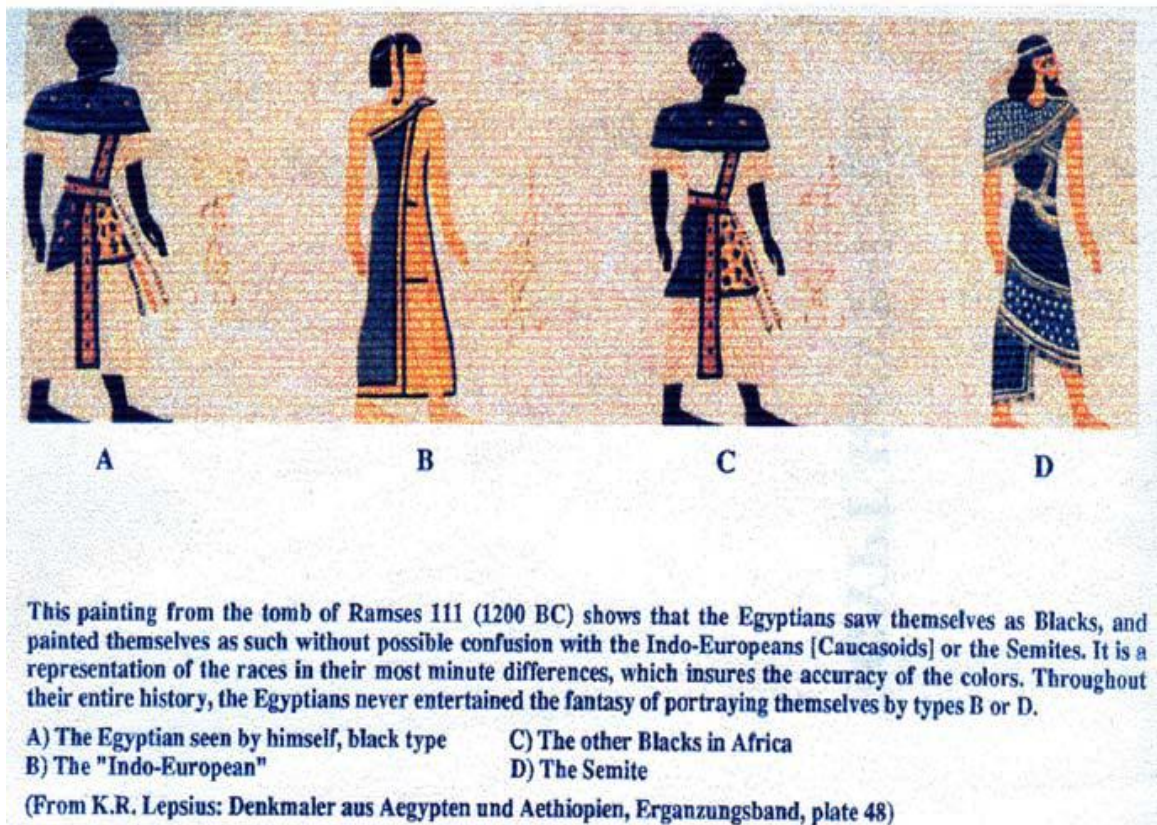 A B C D
This painting from the tomb of Ramses 111 (1200 BC) shows that the Egyptians saw themselves as Blacks, and
painted themselves as such without possible confusion with the Indo-Europeans [Caucasoids] or the Semites. It is a
representation of the races in their most minute differences, which insures the accuracy of the colors. Throughout
their entire history, the Egyptians never entertained the fantasy of portraying themselves by types B or D.
A) The Egyptian seen by himself, black type C) The other Blacks in Africa
B) The "Indo-European" D) The Semite
(From K.R. Lepsius: Denkmaler aus Aegypten und Aethiopien, Erganzungsband, plate 48)